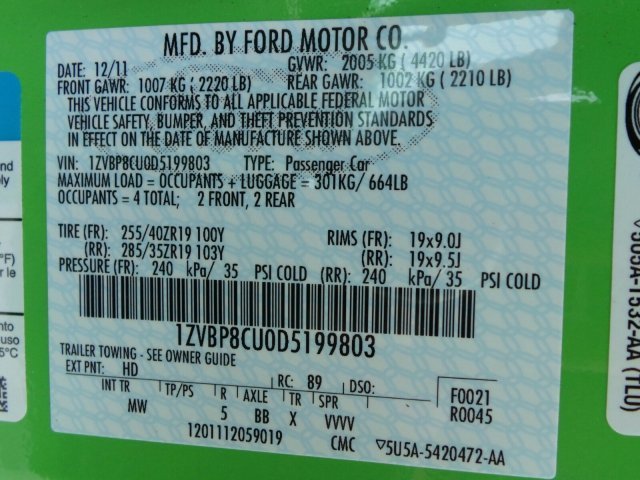 MFD. BY FORD MOTOR CO.
DATE: 12/11
GVWR: 2005 KG ( 4420 LB)
FRONT GAWR: 1007 KG ( 2220 LB)
REAR GAWR: 1002 KG ( 2210 LB)
THIS VEHICLE CONFORMS TO ALL APPLICABLE FEDERAL MOTOR
VEHICLE SAFETY, BUMPER, AND THEFT PREVENTION STANDARDS
IN EFFECT ON THE DATE OF MANUFACTURE SHOWN ABOVE.
VIN: 1ZVBP8CU0D5199803 TYPE: Passenger Car
MAXIMUM LOAD = OCCUPANTS + LUGGAGE = 301KG/ 664LB
OCCUPANTS = 4 TOTAL; 2 FRONT, 2 REAR
TIRE (FR): 255/40ZR19 100Y RIMS (FR): 19x9.0J
(RR): 285/35ZR19 103Y (RR): 19x9.5J
PRESSURE (FR): 240 kPa/ 35 PSI COLD (RR): 240 kPa/ 35 PSI COLD
1ZVBP8CU0D5199803
TRAILER TOWING - SEE OWNER GUIDE
EXT PNT: HD RC: 89 DSO:
INT TR TP/PS R AXLE TR SPR
MW 5 BB X VVVV
F0021
R0045
1201112059019 CMC ▽5U5A-5420472-AA